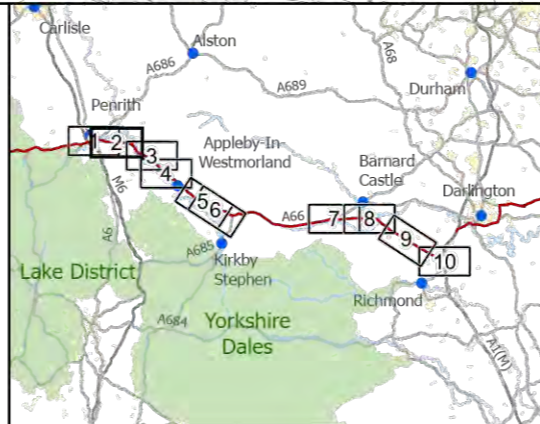 Carlisle
Alston
A686
A68
A689
Durham
Penrith
1
2
3
4
Appleby-In
Westmorland
Barnard
Castle
Darlington
5
6
A66
7
8
9
10
M6
A6
A685
Kirkby
Stephen
Lake District
Richmond
A684
Yorkshire
Dales
A1(M)